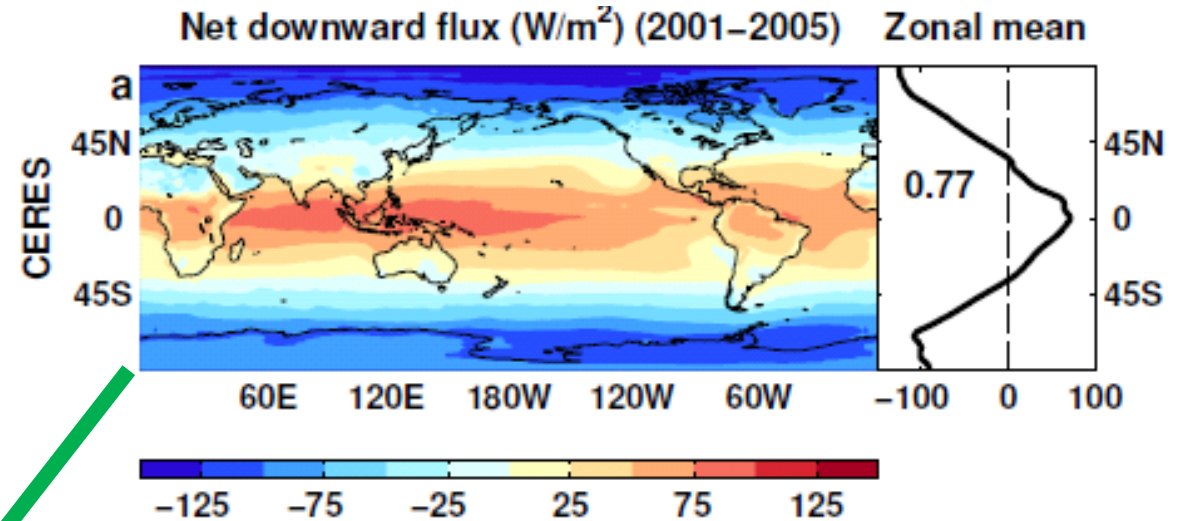 Net downward flux (W/m²) (2001−2005) Zonal mean
a
CERES
45N
0
45S
0.77
45N
0
45S
60E 120E 180W 120W 60W
−100 0 100
−125 −75 −25 25 75 125